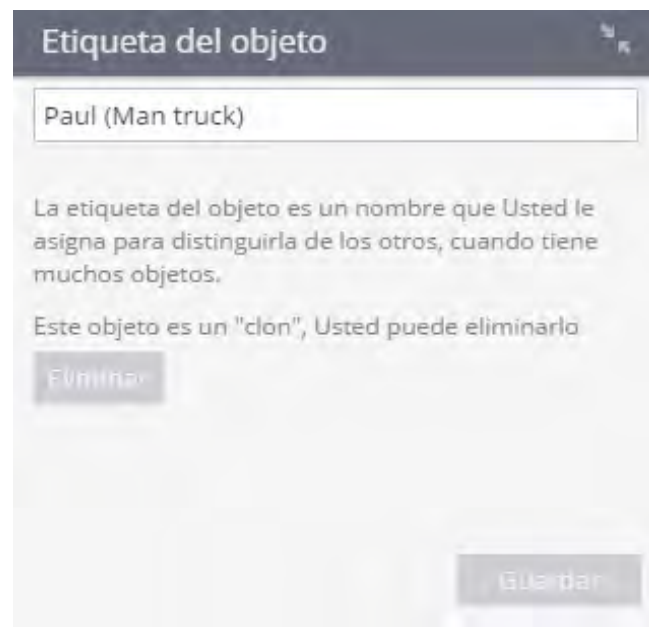 Etiqueta del objeto
Paul (Man truck)
La etiqueta del objeto es un nombre que Usted le
asigna para distinguirla de los otros, cuando tiene
muchos objetos.
Este objeto es un "clon", Usted puede eliminarlo
Eliminar
Guardar